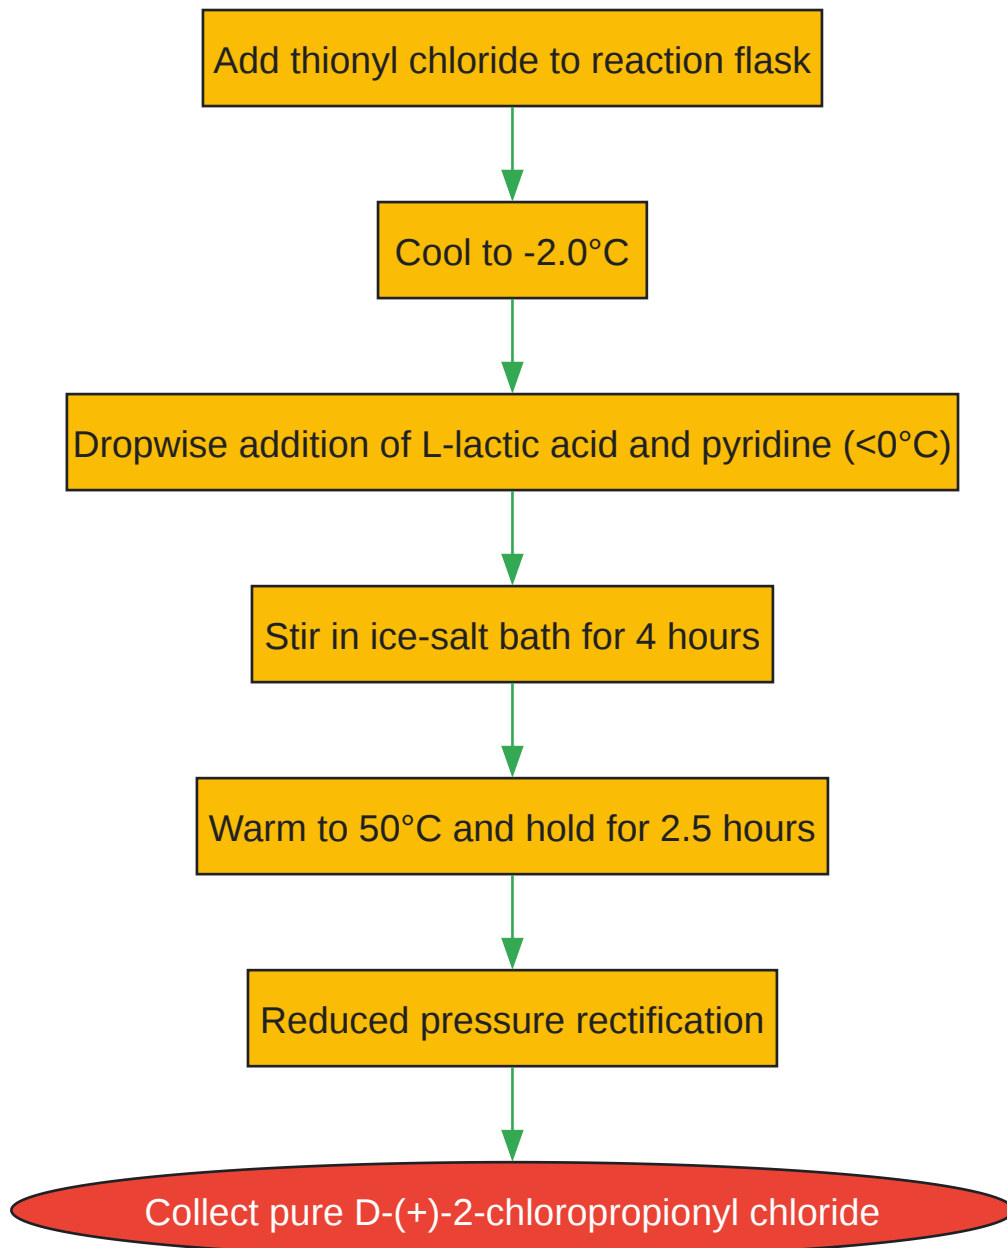 Add thionyl chloride to reaction flask
Cool to -2.0°C
Dropwise addition of L-lactic acid and pyridine (<0°C)
Stir in ice-salt bath for 4 hours
Warm to 50°C and hold for 2.5 hours
Reduced pressure rectification
Collect pure D-(+)-2-chloropropionyl chloride